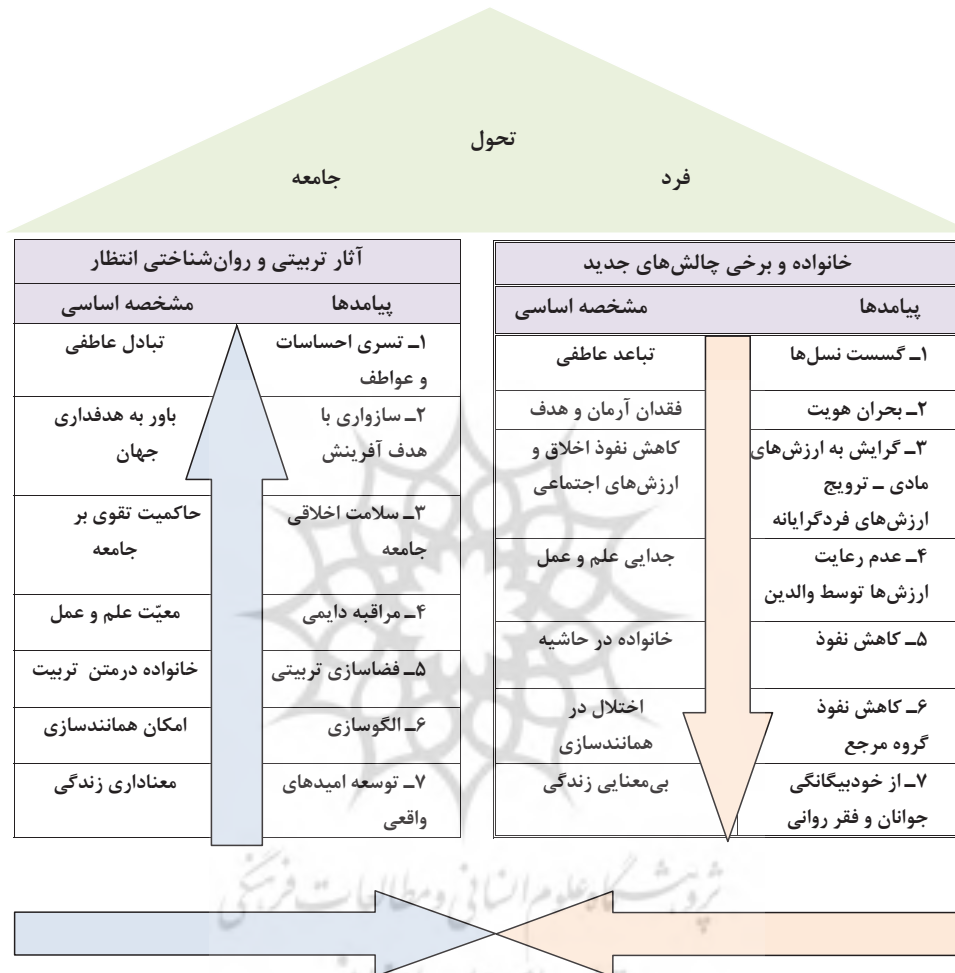 تحول
فرد
جامعه
خانواده و برخی چالش‌های جدید
پیامدها
مشخصه اساسی
۱ـ گسست نسل‌ها
تباعد عاطفی
۲ـ بحران هویت
فقدان آرمان و هدف
۳ـ گرایش به ارزش‌های
مادی ـ ترویج
ارزش‌های فردگرایانه
کاهش نفوذ اخلاق و
ارزش‌های اجتماعی
۴ـ عدم رعایت
ارزش‌ها توسط والدین
جدایی علم و عمل
۵ـ کاهش نفوذ
خانواده در حاشیه
۶ـ کاهش نفوذ
گروه مرجع
اختلال در
همانندسازی
۷ـ از خودبیگانگی
جوانان و فقر روانی
بی‌معنایی زندگی
آثار تربیتی و روان‌شناختی انتظار
پیامدها
مشخصه اساسی
۱ـ تسری احساسات
و عواطف
تبادل عاطفی
۲ـ سازواری با
هدف آفرینش
باور به هدفداری
جهان
۳ـ سلامت اخلاقی
جامعه
حاکمیت تقوی بر
جامعه
۴ـ مراقبه دایمی
معیّت علم و عمل
۵ـ فضاسازی تربیتی
خانواده درمتن تربیت
۶ـ الگوسازی
امکان همانندسازی
۷ـ توسعه امیدهای
واقعی
معناداری زندگی
پژوهشگاه علوم انسانی و مطالعات فرهنگی